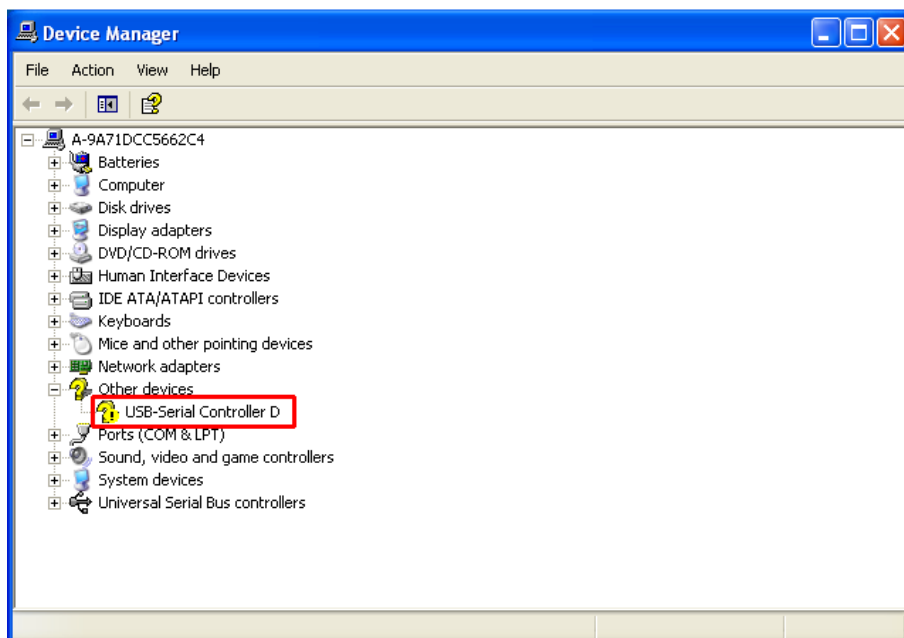 Device Manager
File Action View Help
A-9A71DCC5662C4
Batteries
Computer
Disk drives
Display adapters
DVD/CD-ROM drives
Human Interface Devices
IDE ATA/ATAPI controllers
Keyboards
Mice and other pointing devices
Network adapters
Other devices
USB-Serial Controller D
Ports (COM & LPT)
Sound, video and game controllers
System devices
Universal Serial Bus controllers